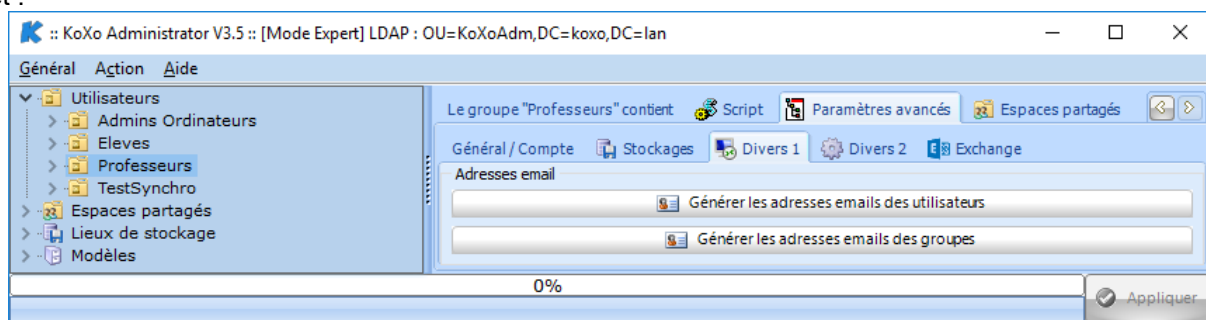 :: KoXo Administrator V3.5 :: [Mode Expert] LDAP : OU=KoXoAdm,DC=koxo,DC=lan
Général Action Aide
Utilisateurs
Admins Ordinateurs
Eleves
Professeurs
TestSynchro
Espaces partagés
Lieux de stockage
Modèles
Le groupe "Professeurs" contient Script Paramètres avancés Espaces partagés
Général / Compte Stockages Divers 1 Divers 2 Exchange
Adresses email
Générer les adresses emails des utilisateurs
Générer les adresses emails des groupes
0%
Appliquer